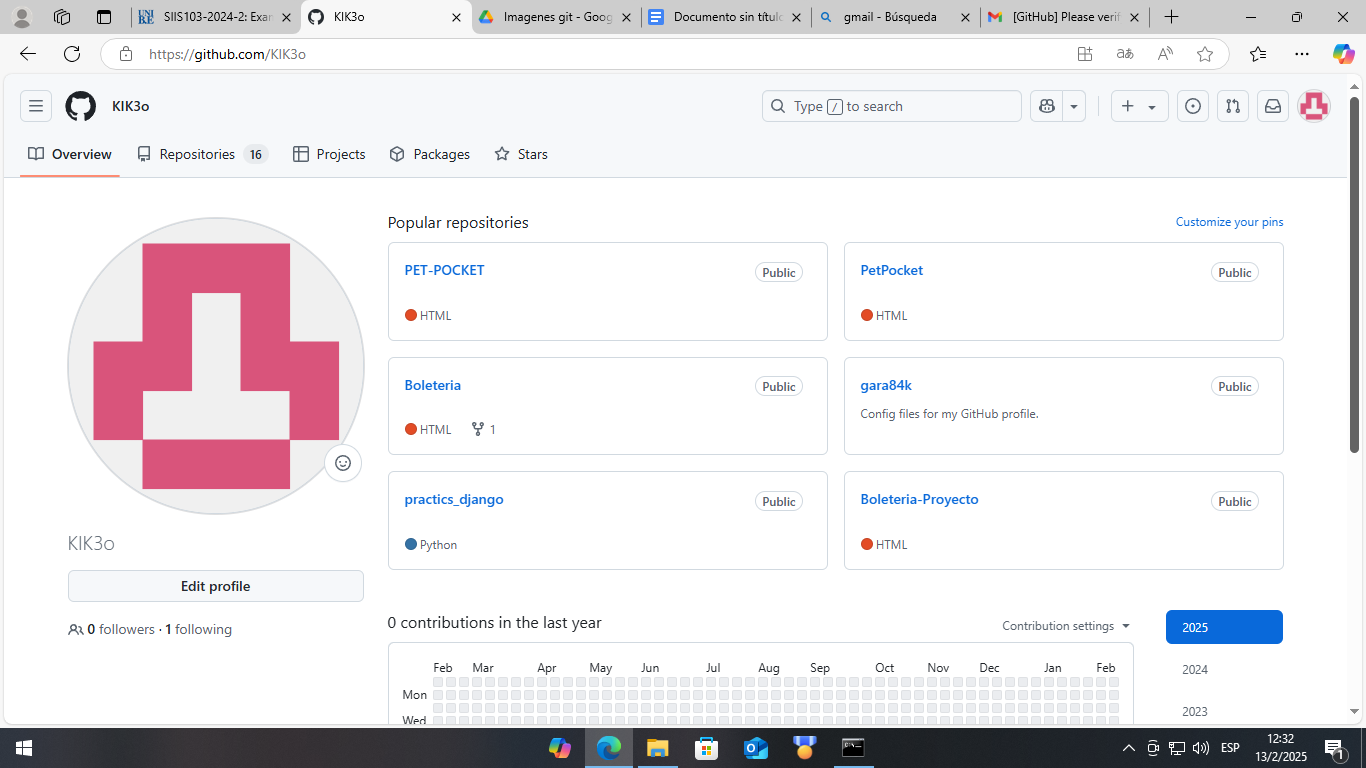 SIIS103-2024-2: Exan
KIK3o
Imagenes git - Goog
Documento sin título
gmail - Búsqueda
[GitHub] Please verif
https://github.com/KIK3o
KIK3o
Type / to search
Overview
Repositories 16
Projects
Packages
Stars
Popular repositories
Customize your pins
PET-POCKET
Public
HTML
PetPocket
Public
HTML
Boleteria
Public
HTML
1
gara84k
Public
Config files for my GitHub profile.
practics_django
Public
Python
Boleteria-Proyecto
Public
HTML
KIK3o
Edit profile
0 followers · 1 following
0 contributions in the last year
Contribution settings
2025
2024
2023
Feb Mar Apr May Jun Jul Aug Sep Oct Nov Dec Jan Feb
Mon
Wed
ESP
12:32
13/2/2025
1